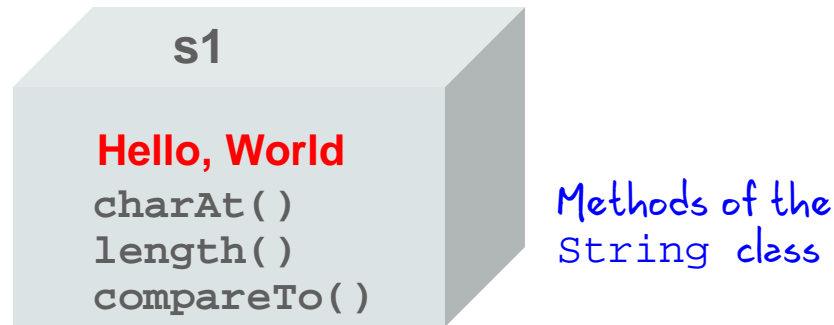 s1
Hello, World
charAt()
length()
compareTo()
Methods of the
String class